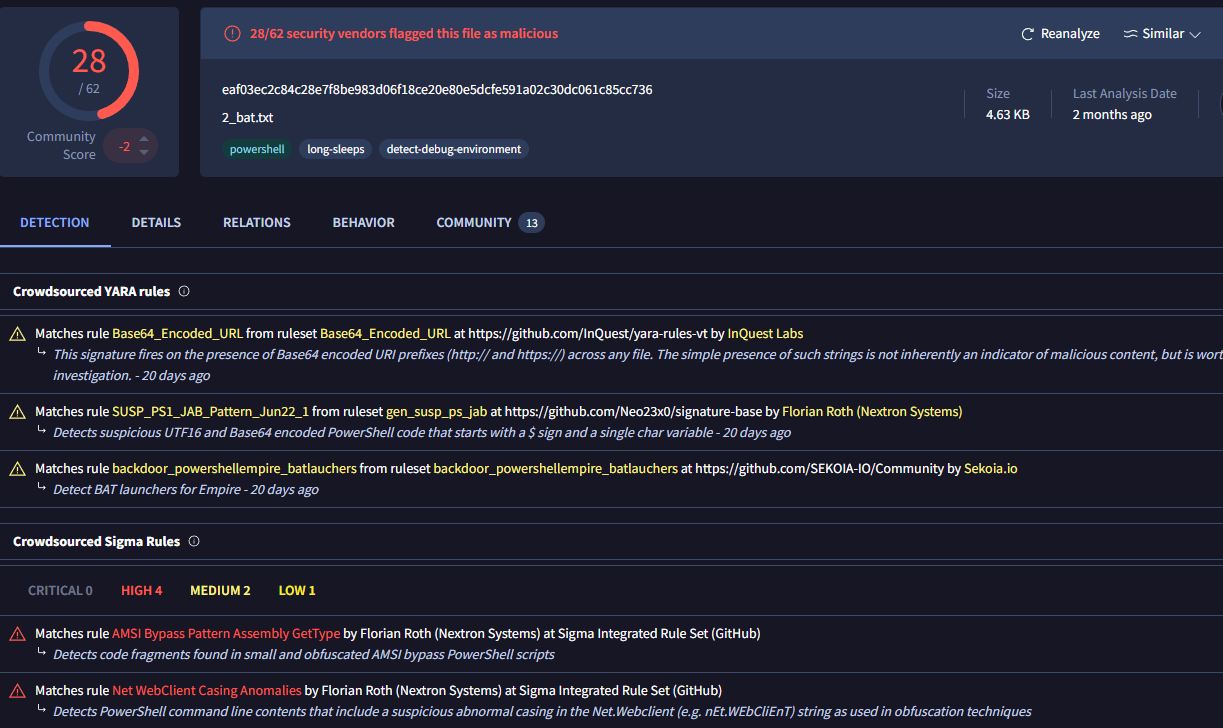 28
/ 62
Community
Score
-2
28/62 security vendors flagged this file as malicious
Reanalyze
Similar
eaf03ec2c84c28e7f8be983d06f18ce20e80e5dcfe591a02c30dc061c85cc736
2_bat.txt
powershell
long-sleeps
detect-debug-environment
Size
4.63 KB
Last Analysis Date
2 months ago
DETECTION
DETAILS
RELATIONS
BEHAVIOR
COMMUNITY
13
Crowdsourced YARA rules
Matches rule Base64_Encoded_URL from ruleset Base64_Encoded_URL at https://github.com/InQuest/yara-rules-vt by InQuest Labs
This signature fires on the presence of Base64 encoded URI prefixes (http:// and https://) across any file. The simple presence of such strings is not inherently an indicator of malicious content, but is wort
investigation. - 20 days ago
Matches rule SUSP_PS1_JAB_Pattern_Jun22_1 from ruleset gen_susp_ps_jab at https://github.com/Neo23x0/signature-base by Florian Roth (Nextron Systems)
Detects suspicious UTF16 and Base64 encoded PowerShell code that starts with a $ sign and a single char variable - 20 days ago
Matches rule backdoor_powershellempire_batlauchers from ruleset backdoor_powershellempire_batlauchers at https://github.com/SEKOIA-IO/Community by Sekoia.io
Detect BAT launchers for Empire - 20 days ago
Crowdsourced Sigma Rules
CRITICAL 0
HIGH 4
MEDIUM 2
LOW 1
Matches rule AMSI Bypass Pattern Assembly GetType by Florian Roth (Nextron Systems) at Sigma Integrated Rule Set (GitHub)
Detects code fragments found in small and obfuscated AMSI bypass PowerShell scripts
Matches rule Net WebClient Casing Anomalies by Florian Roth (Nextron Systems) at Sigma Integrated Rule Set (GitHub)
Detects PowerShell command line contents that include a suspicious abnormal casing in the Net.Webclient (e.g. nEt.WEbCliEnT) string as used in obfuscation techniques